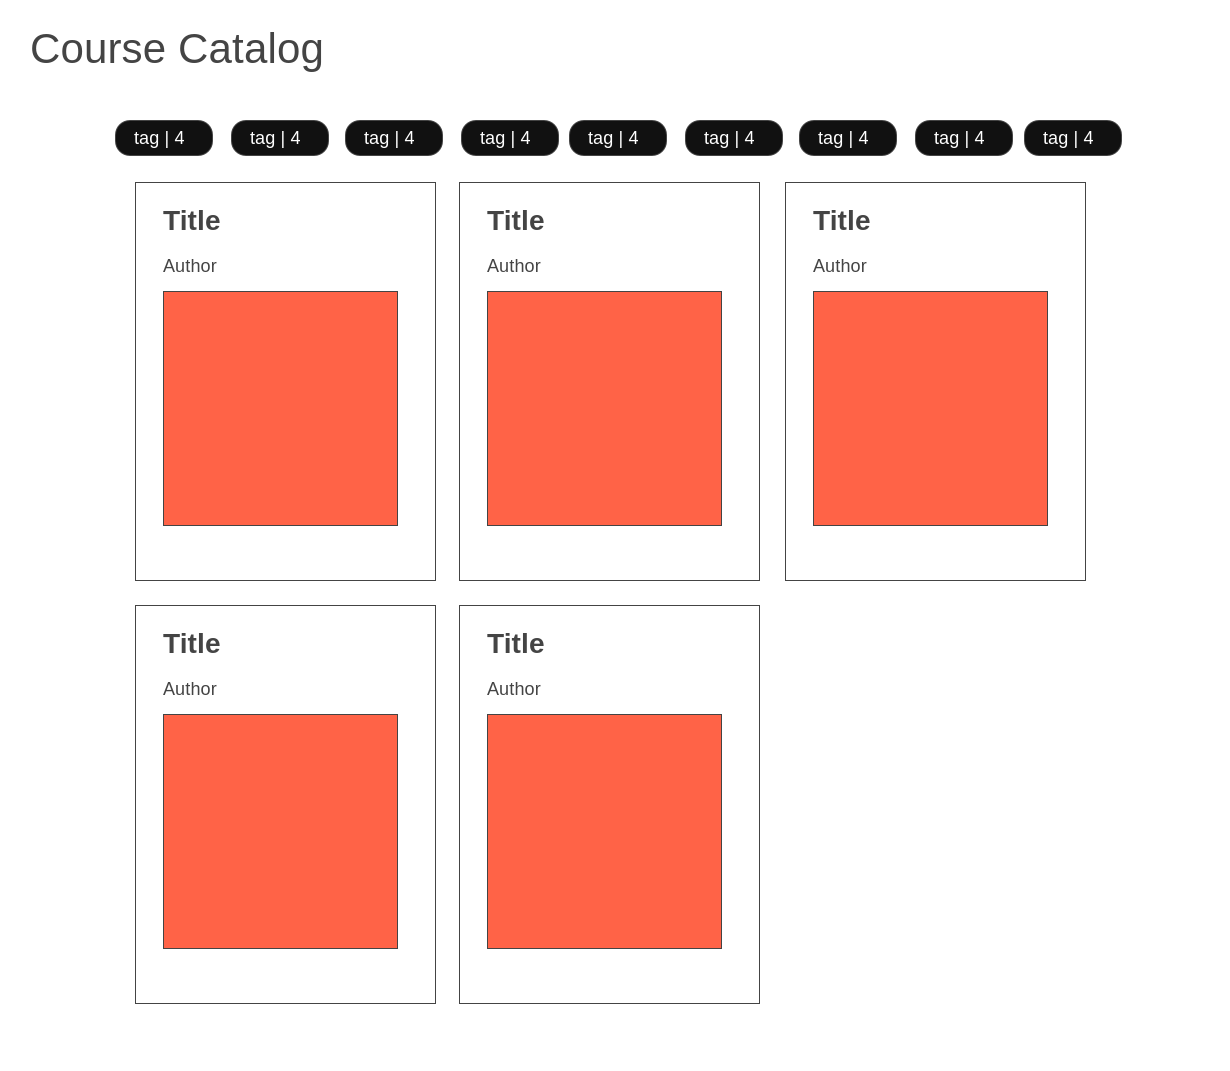 Course Catalog
tag | 4 tag | 4 tag | 4 tag | 4 tag | 4 tag | 4 tag | 4 tag | 4 tag | 4
Title Title Title
Author Author Author
Title Title
Author Author